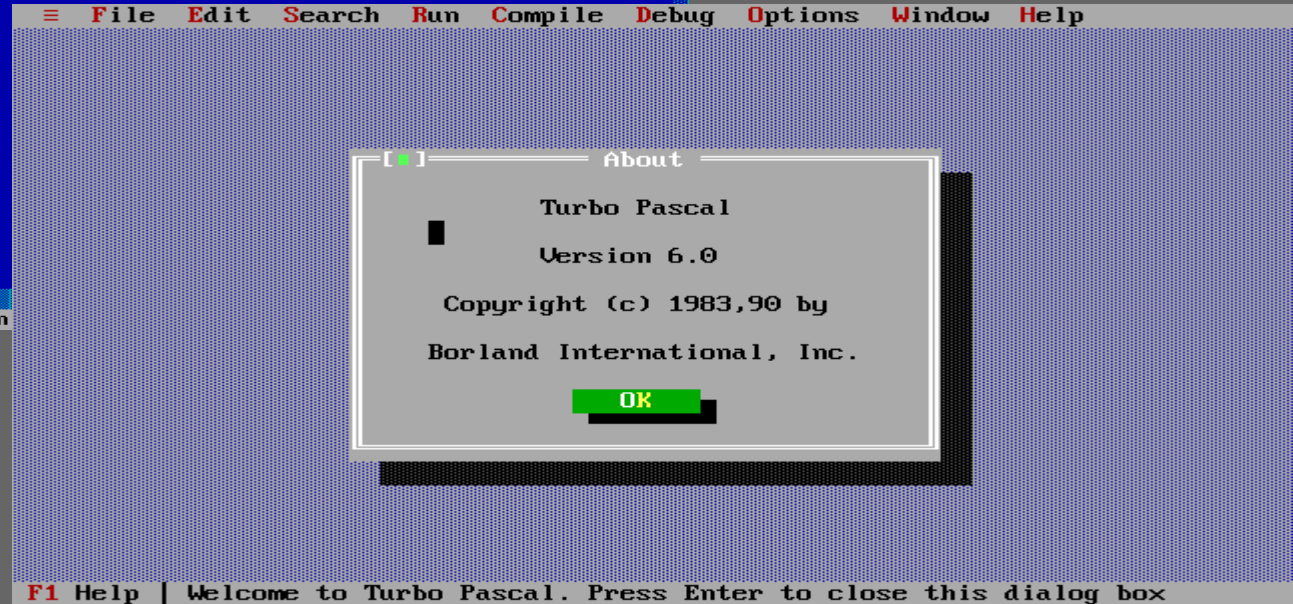 ≡ File Edit Search Run Compile Debug Options Window Help
[■] About
Turbo Pascal
Version 6.0
Copyright (c) 1983,90 by
Borland International, Inc.
OK
n
F1 Help | Welcome to Turbo Pascal. Press Enter to close this dialog box